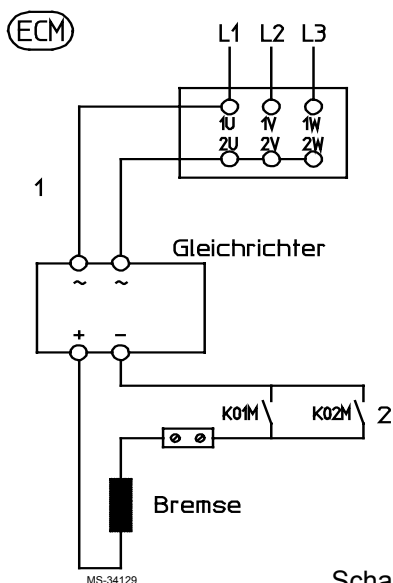 ECM
L1 L2 L3
1U 1V 1W
2U 2V 2W
1
Gleichrichter
~ ~
+ −
K01M K02M 2
Bremse
MS-34129
Scha